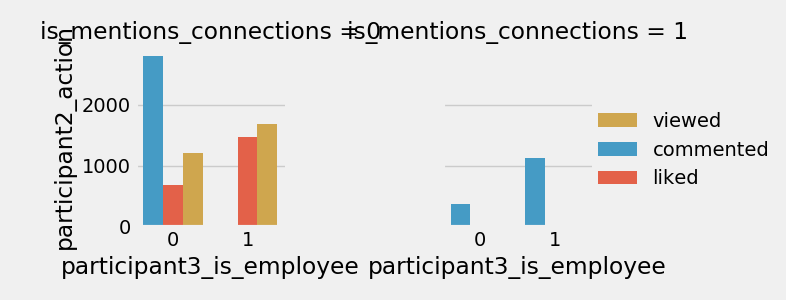 is_mentions_connections = 0
is_mentions_connections = 1
participant2_action
2000
1000
0
0 1
0 1
participant3_is_employee
participant3_is_employee
viewed
commented
liked